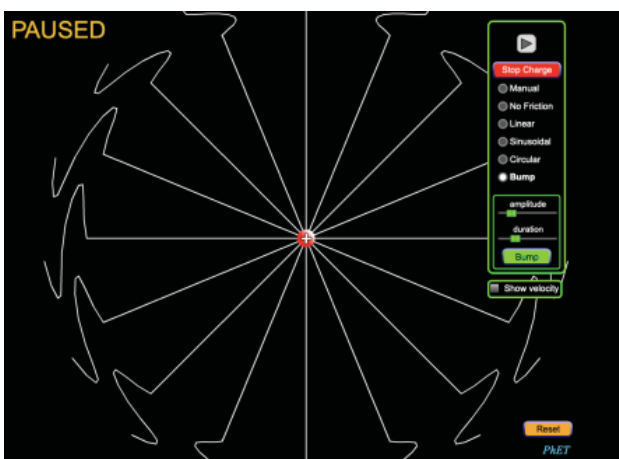 PAUSED
Stop Charge
Manual
No Friction
Linear
Sinusoidal
Circular
Bump
amplitude
duration
Bump
Show velocity
Reset
PhET